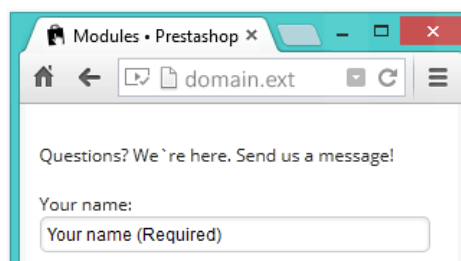 Modules • Prestashop
domain.ext
Questions? We`re here. Send us a message!
Your name:
Your name (Required)